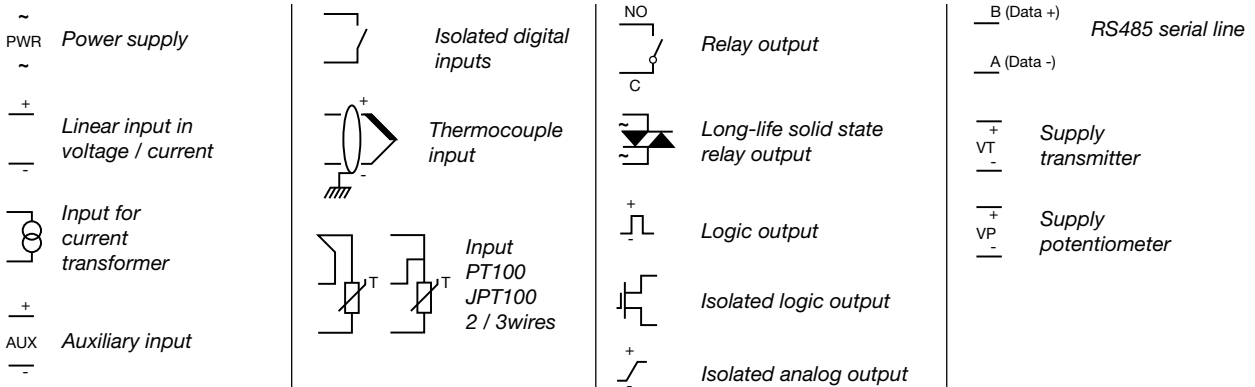 ~
PWR
~
Power supply
+
-
Linear input in
voltage / current
Input for
current
transformer
+
AUX
-
Auxiliary input
Isolated digital
inputs
+
-
Thermocouple
input
T
T
Input
PT100
JPT100
2 / 3wires
NO
C
Relay output
~
~
Long-life solid state
relay output
+
-
Logic output
Isolated logic output
+
-
Isolated analog output
B (Data +)
A (Data -)
RS485 serial line
+
VT
-
Supply
transmitter
+
VP
-
Supply
potentiometer